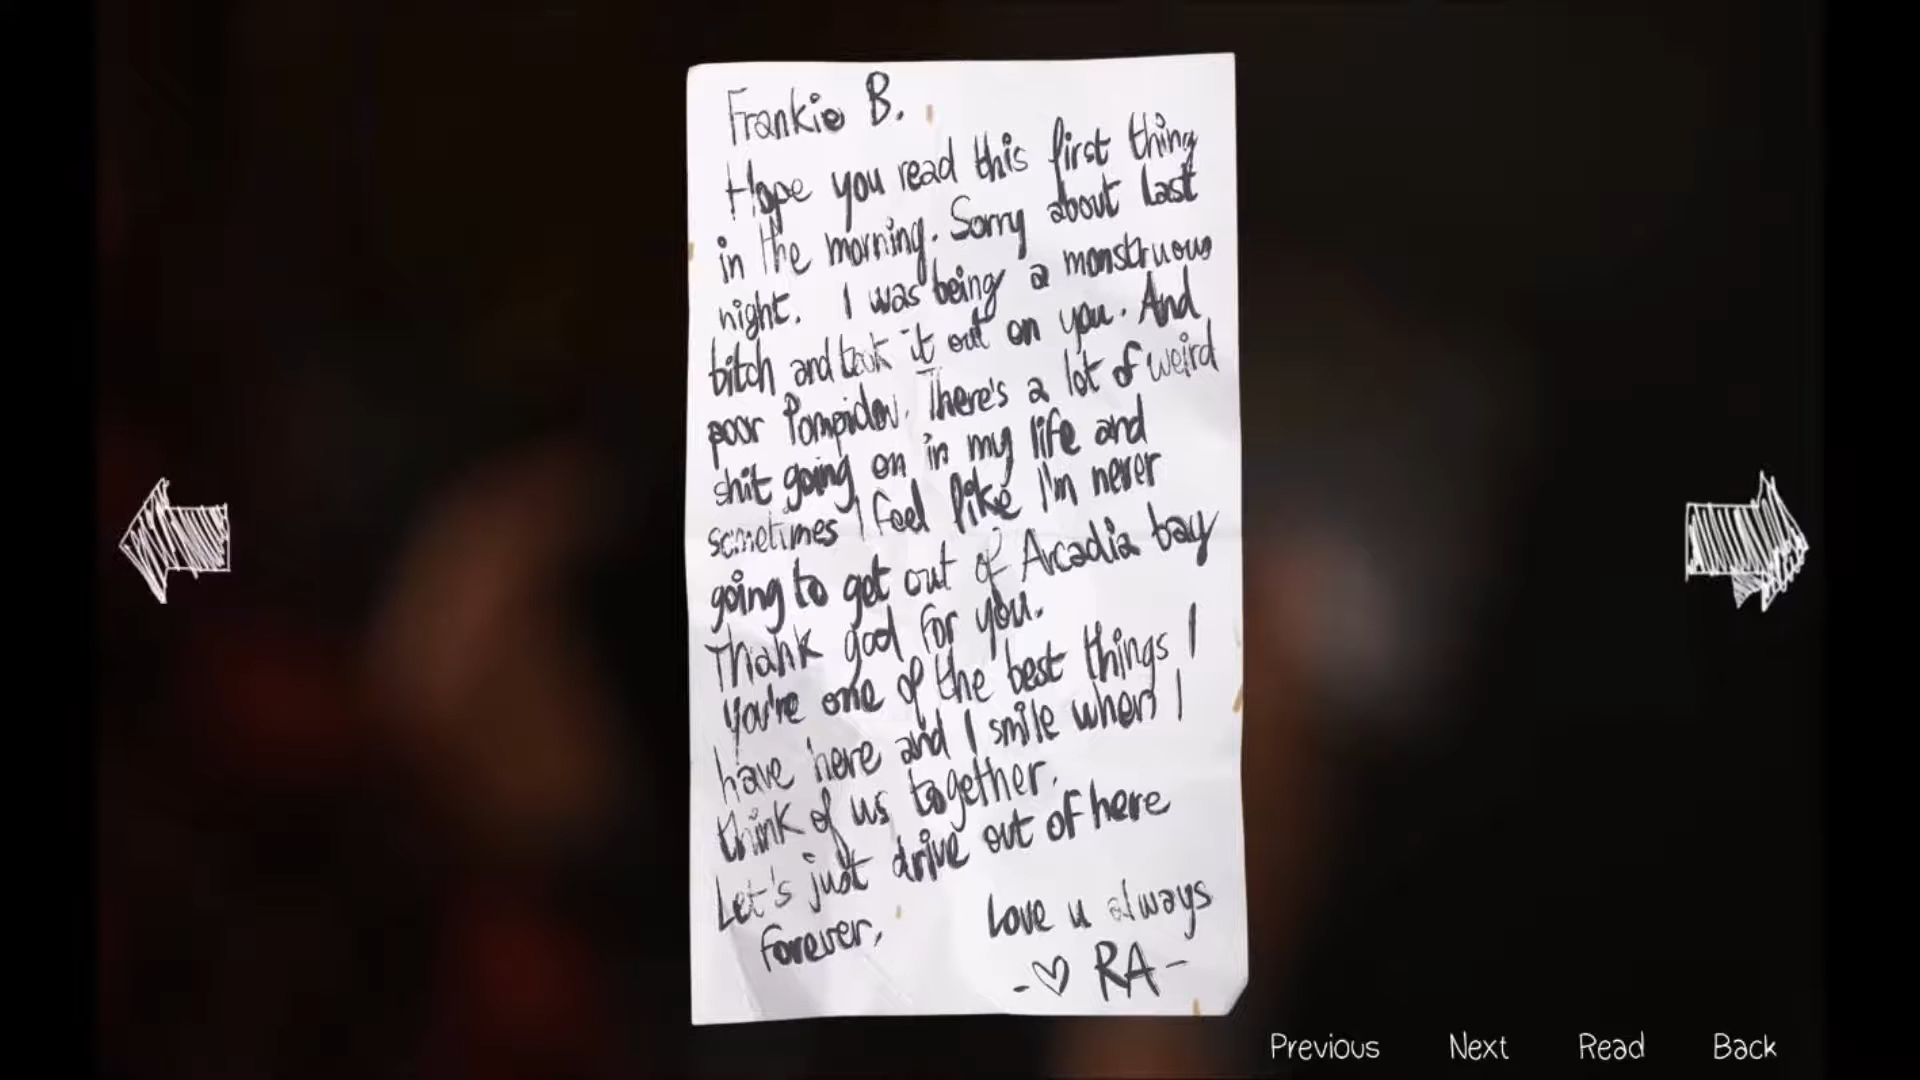 Frankie B.
Hope you read this first thing
in the morning. Sorry about last
night. I was being a monstruous
bitch and took it out on you. And
poor Pompidou. There's a lot of weird
shit going on in my life and
sometimes I feel like I'm never
going to get out of Arcadia bay
Thank god for you.
You're one of the best things I
have here and I smile when I
think of us together.
Let's just drive out of here
forever,
Love u always
-♡ RA-
Previous Next Read Back